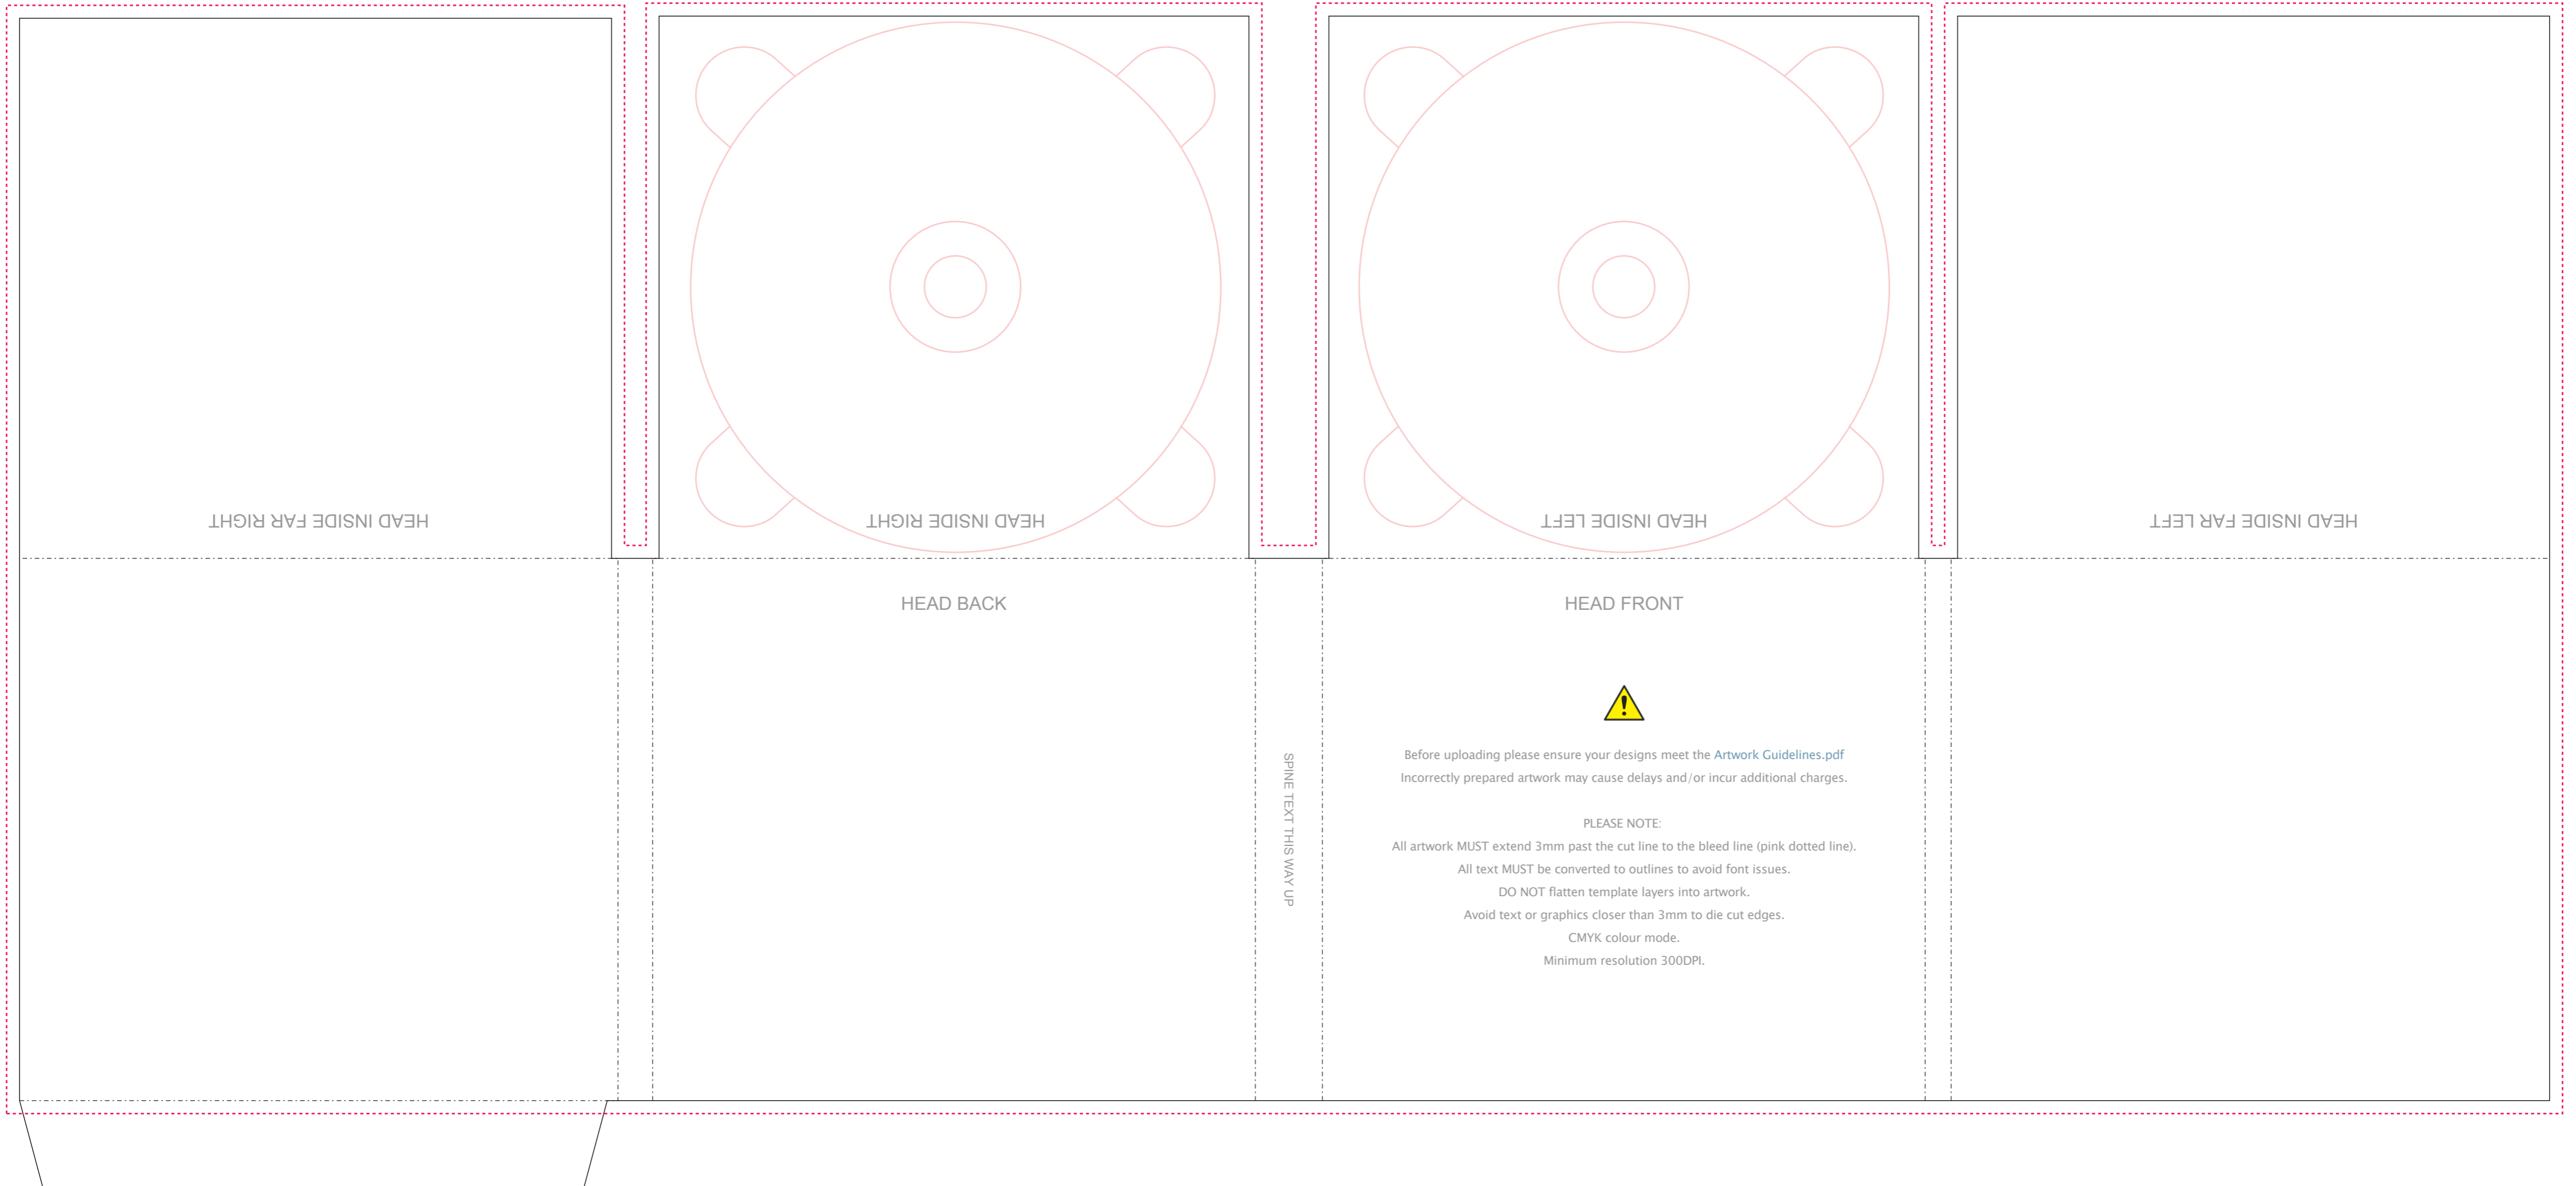 HEAD INSIDE FAR RIGHT
HEAD INSIDE RIGHT
HEAD INSIDE LEFT
HEAD INSIDE FAR LEFT
HEAD BACK
SPINE TEXT THIS WAY UP
HEAD FRONT
Before uploading please ensure your designs meet the Artwork Guidelines.pdf
Incorrectly prepared artwork may cause delays and/or incur additional charges.
PLEASE NOTE:
All artwork MUST extend 3mm past the cut line to the bleed line (pink dotted line).
All text MUST be converted to outlines to avoid font issues.
DO NOT flatten template layers into artwork.
Avoid text or graphics closer than 3mm to die cut edges.
CMYK colour mode.
Minimum resolution 300DPI.